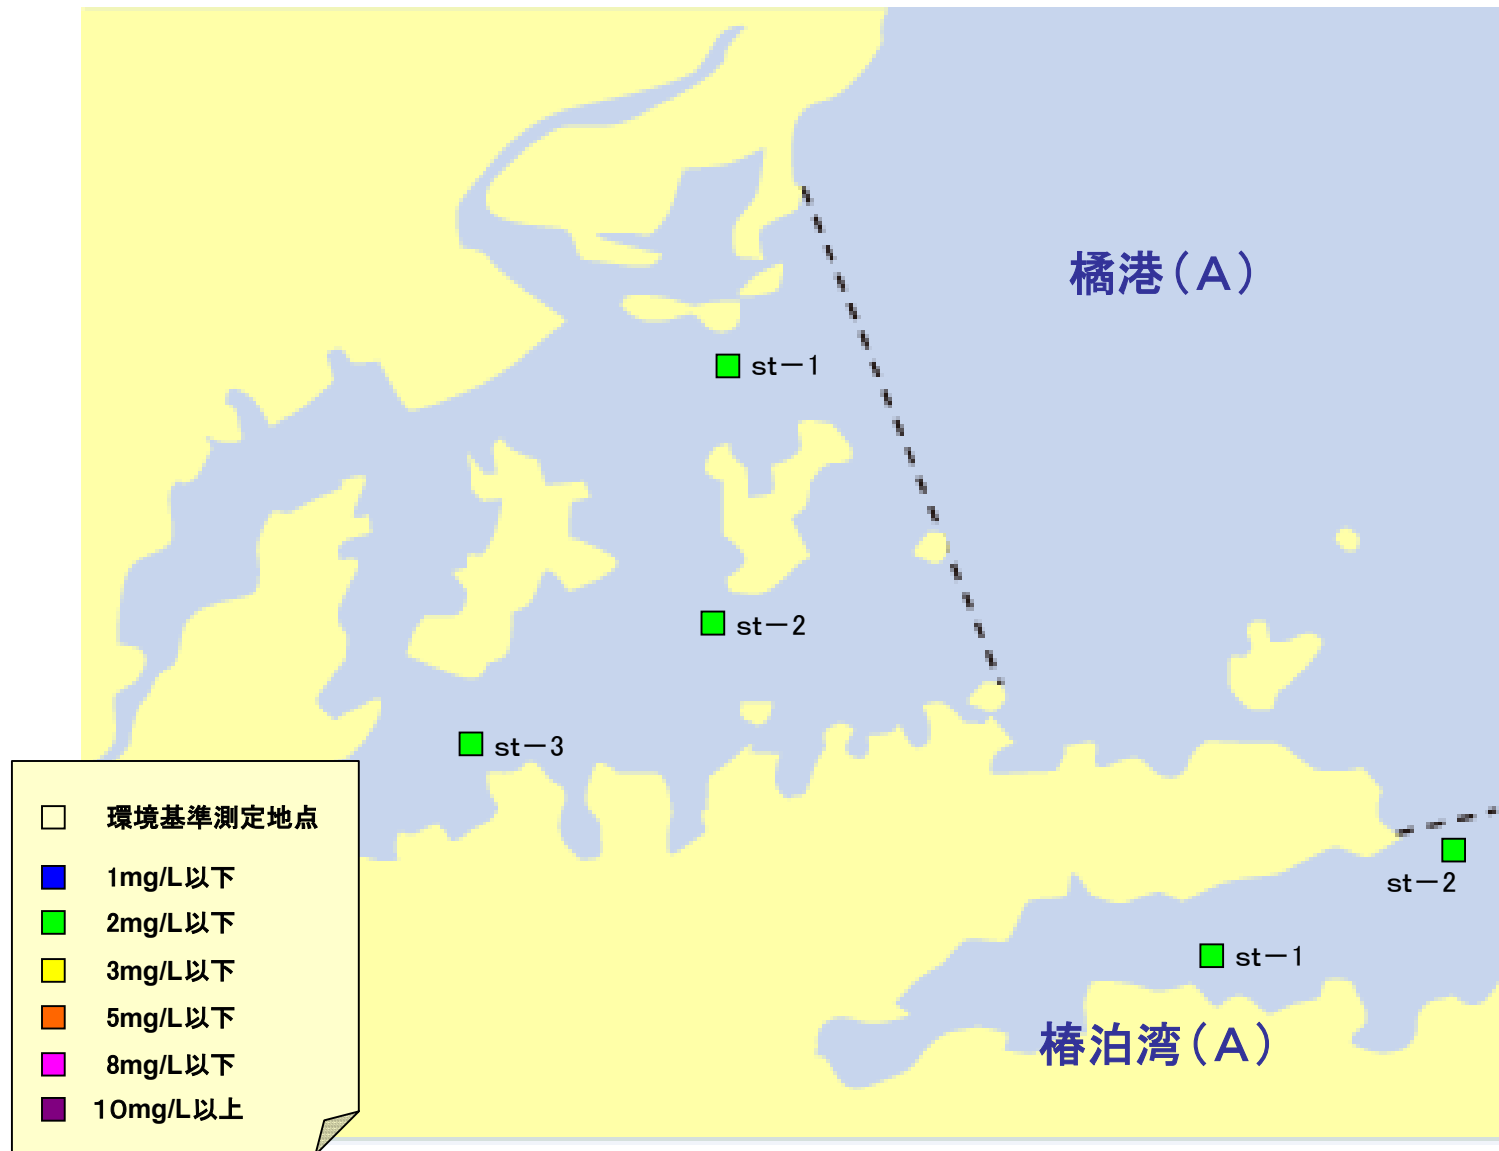 橘港（A）
st－1
st－2
st－3
st－2
st－1
椿泊湾（A）
環境基準測定地点
1mg/L以下
2mg/L以下
3mg/L以下
5mg/L以下
8mg/L以下
10mg/L以上